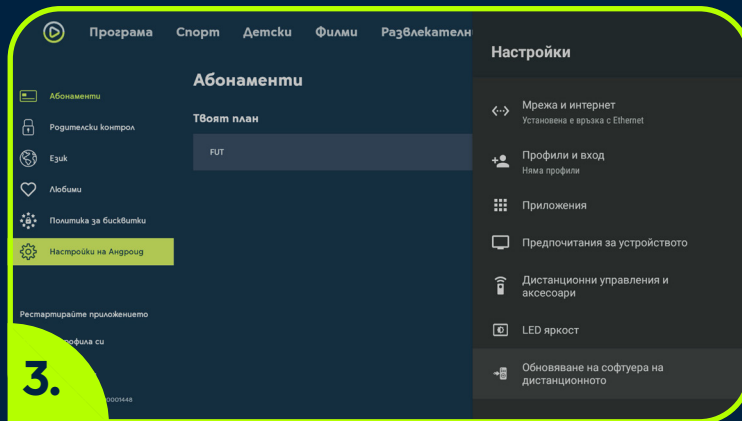 Програма Спорт Детски Филми
Абонаменти
Родителски контрол
Език
Любими
Политика за бисквитки
Настройки на Андроид
Рестартирайте приложението
си
0001448
3.
Абонаменти
Твоят план
FUT
Настройки
Мрежа и интернет
Установена е връзка с Ethernet
Профили и вход
Няма профили
Приложения
Предпочитания за устройството
Дистанционни управления и
аксесоари
LED яркост
Обновяване на софтуера на
дистанционното